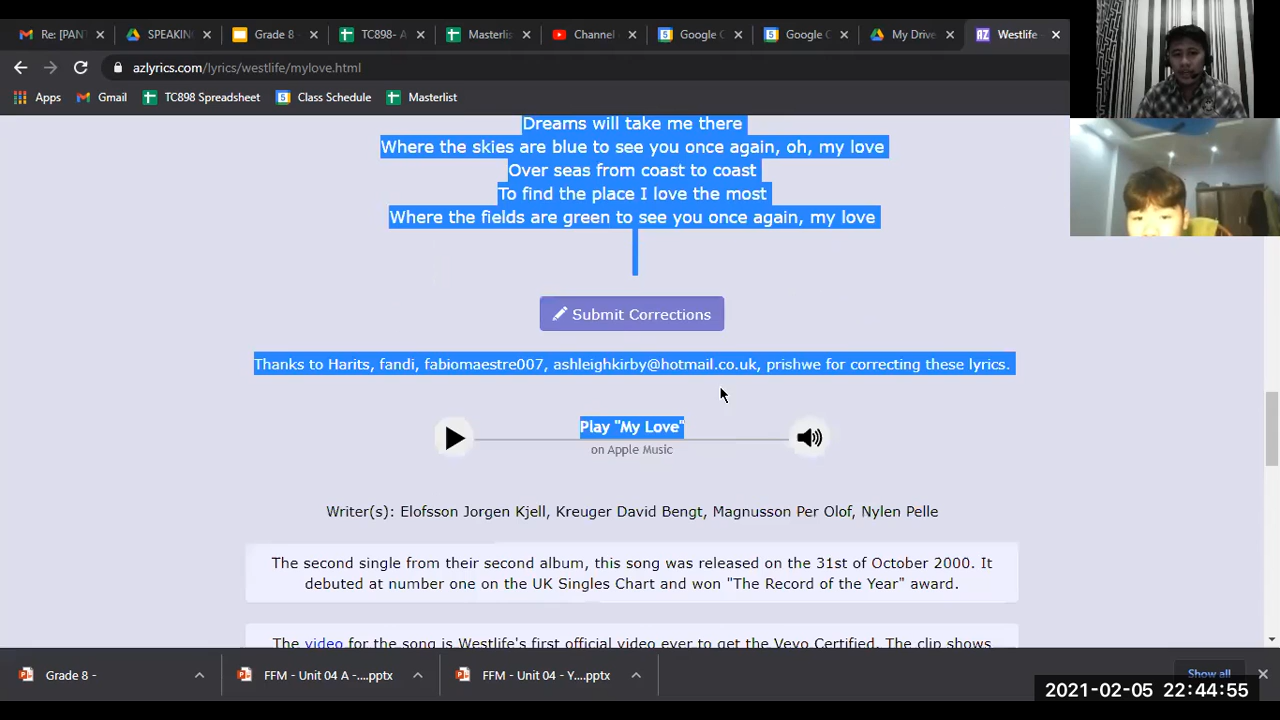 Re: [PAN
SPEAKIN
Grade 8 -
TC898- A
Masterlis
Channel
Google C
Google C
My Drive
Westlife
azlyrics.com/lyrics/westlife/mylove.html
Apps
Gmail
TC898 Spreadsheet
Class Schedule
Masterlist
Dreams will take me there
Where the skies are blue to see you once again, oh, my love
Over seas from coast to coast
To find the place I love the most
Where the fields are green to see you once again, my love
Submit Corrections
Thanks to Harits, fandi, fabiomaestre007, ashleighkirby@hotmail.co.uk, prishwe for correcting these lyrics.
Play "My Love"
on Apple Music
Writer(s): Elofsson Jorgen Kjell, Kreuger David Bengt, Magnusson Per Olof, Nylen Pelle
The second single from their second album, this song was released on the 31st of October 2000. It
debuted at number one on the UK Singles Chart and won "The Record of the Year" award.
The video for the song is Westlife's first official video ever to get the Vevo Certified. The clip shows
Grade 8 -
FFM - Unit 04 A -....pptx
FFM - Unit 04 - Y....pptx
Show all
2021-02-05 22:44:55